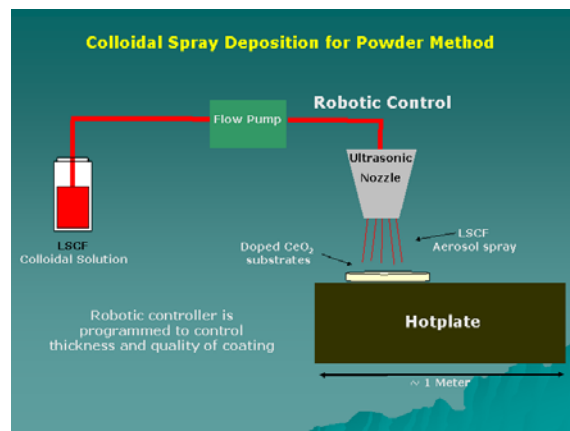 Colloidal Spray Deposition for Powder Method
Robotic Control
Flow Pump
Ultrasonic
Nozzle
LSCF
Colloidal Solution
Doped CeO₂
substrates
LSCF
Aerosol spray
Robotic controller is
programmed to control
thickness and quality of coating
Hotplate
~ 1 Meter